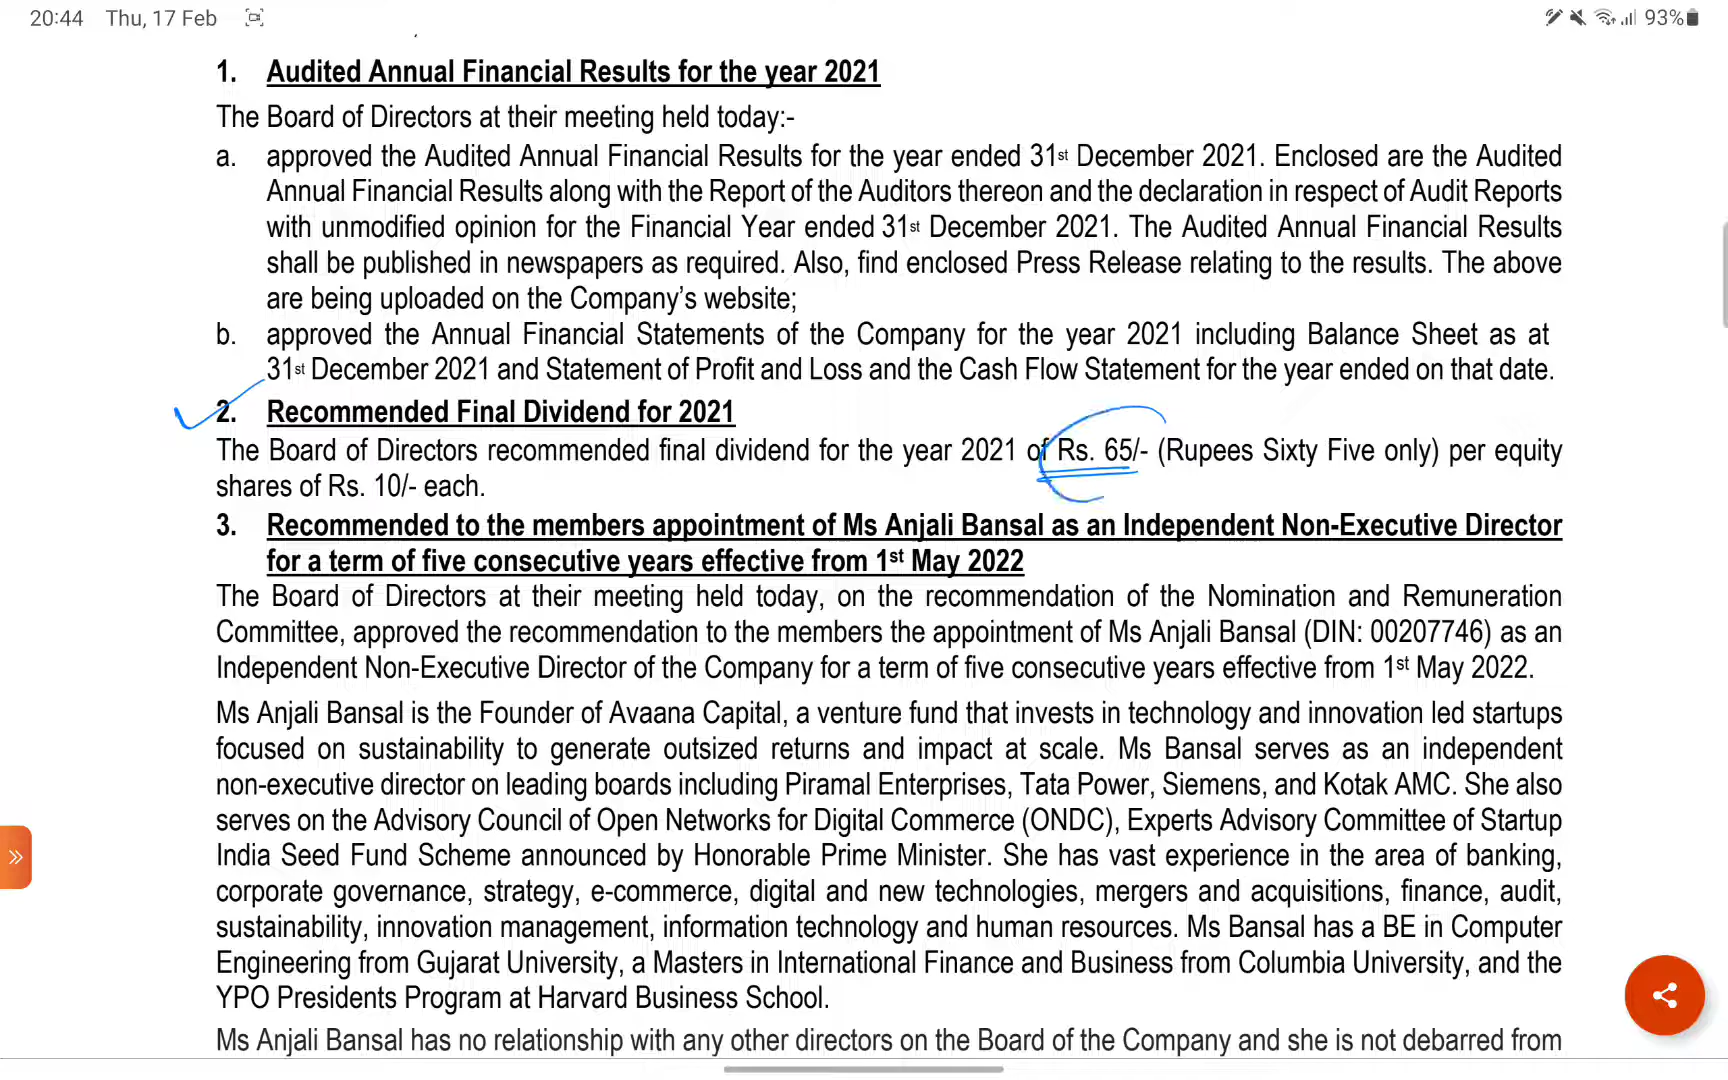 20:44 Thu, 17 Feb
93%
1. Audited Annual Financial Results for the year 2021
The Board of Directors at their meeting held today:-
a. approved the Audited Annual Financial Results for the year ended 31st December 2021. Enclosed are the Audited
Annual Financial Results along with the Report of the Auditors thereon and the declaration in respect of Audit Reports
with unmodified opinion for the Financial Year ended 31st December 2021. The Audited Annual Financial Results
shall be published in newspapers as required. Also, find enclosed Press Release relating to the results. The above
are being uploaded on the Company's website;
b. approved the Annual Financial Statements of the Company for the year 2021 including Balance Sheet as at
31st December 2021 and Statement of Profit and Loss and the Cash Flow Statement for the year ended on that date.
2. Recommended Final Dividend for 2021
The Board of Directors recommended final dividend for the year 2021 of Rs. 65/- (Rupees Sixty Five only) per equity
shares of Rs. 10/- each.
3. Recommended to the members appointment of Ms Anjali Bansal as an Independent Non-Executive Director
for a term of five consecutive years effective from 1st May 2022
The Board of Directors at their meeting held today, on the recommendation of the Nomination and Remuneration
Committee, approved the recommendation to the members the appointment of Ms Anjali Bansal (DIN: 00207746) as an
Independent Non-Executive Director of the Company for a term of five consecutive years effective from 1st May 2022.
Ms Anjali Bansal is the Founder of Avaana Capital, a venture fund that invests in technology and innovation led startups
focused on sustainability to generate outsized returns and impact at scale. Ms Bansal serves as an independent
non-executive director on leading boards including Piramal Enterprises, Tata Power, Siemens, and Kotak AMC. She also
serves on the Advisory Council of Open Networks for Digital Commerce (ONDC), Experts Advisory Committee of Startup
India Seed Fund Scheme announced by Honorable Prime Minister. She has vast experience in the area of banking,
corporate governance, strategy, e-commerce, digital and new technologies, mergers and acquisitions, finance, audit,
sustainability, innovation management, information technology and human resources. Ms Bansal has a BE in Computer
Engineering from Gujarat University, a Masters in International Finance and Business from Columbia University, and the
YPO Presidents Program at Harvard Business School.
Ms Anjali Bansal has no relationship with any other directors on the Board of the Company and she is not debarred from